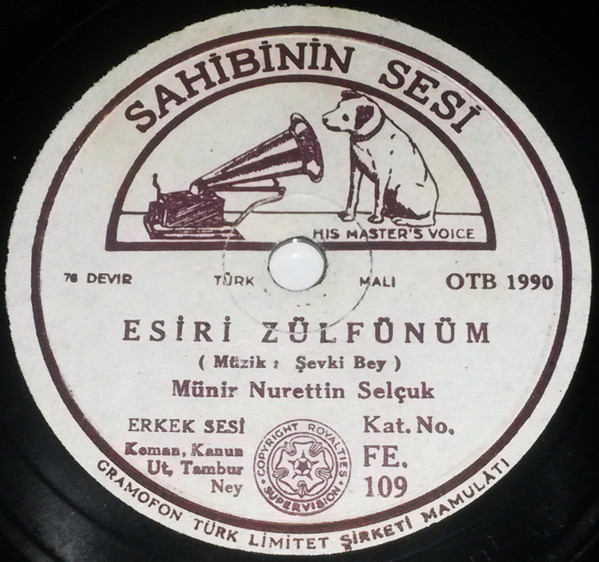 SAHİBİNİN SESİ
HIS MASTER'S VOICE
78 DEVİR TÜRK MALI OTB 1990
ESİRİ ZÜLFÜNÜM
( Müzik : Şevki Bey )
Münir Nurettin Selçuk
ERKEK SESİ
Keman, Kanun
Ut, Tambur
Ney
COPYRIGHT ROYALTIES SUPERVISION
Kat. No.
FE.
109
GRAMOFON TÜRK LİMİTET ŞİRKETİ MAMULÂTI